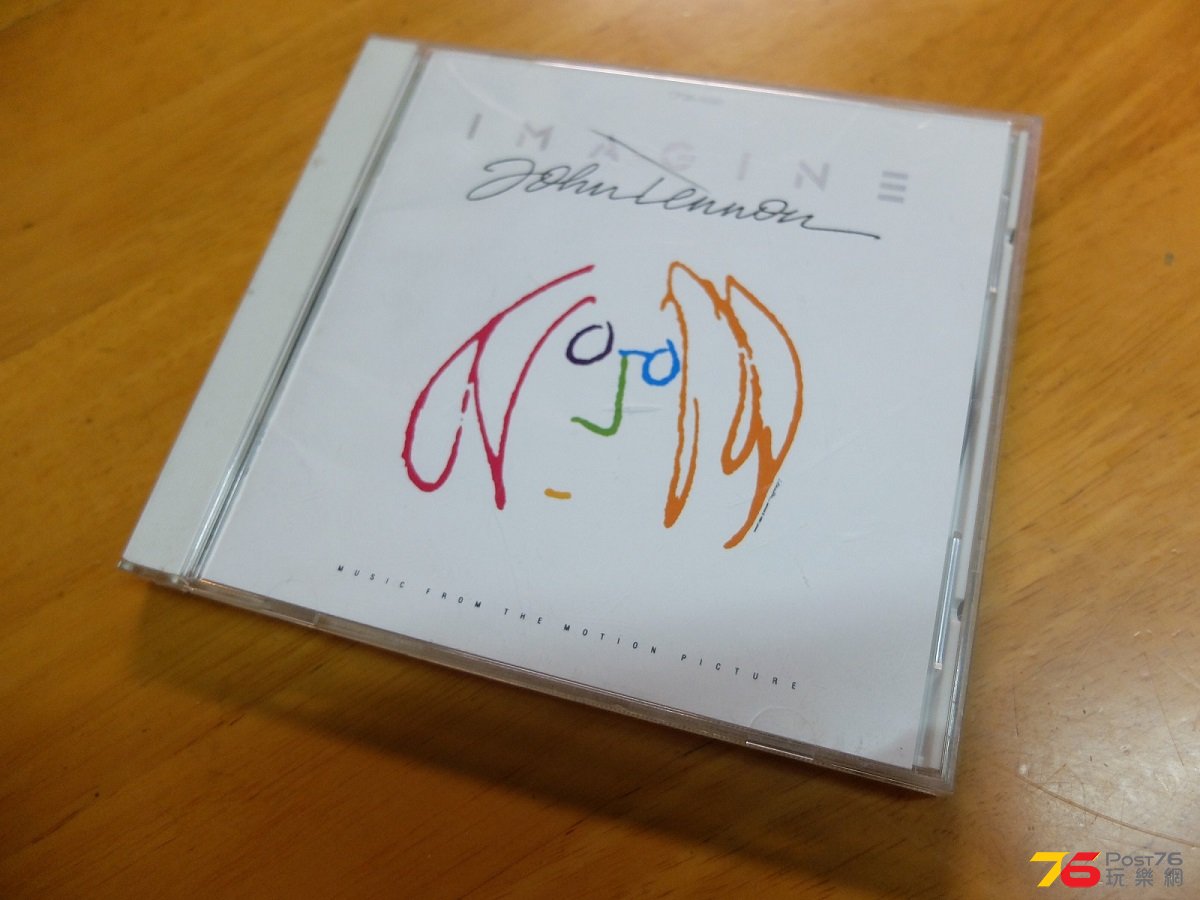 IMAGINE
John Lennon
MUSIC FROM THE MOTION PICTURE
76 POST76
玩樂網